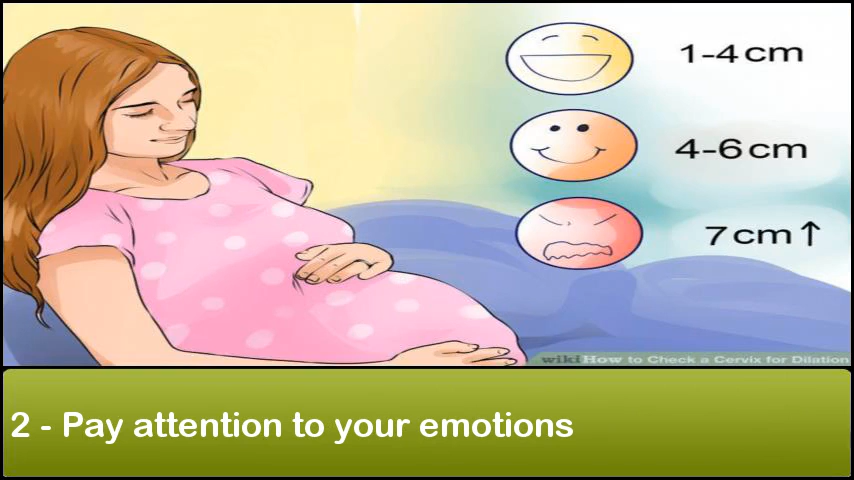 1-4cm
4-6cm
7cm↑
wikiHow to Check a Cervix for Dilation
2 - Pay attention to your emotions